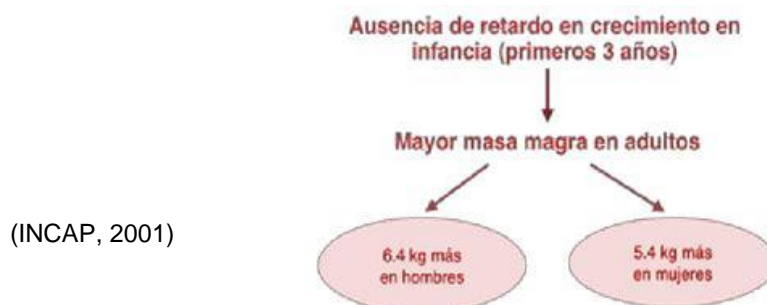 Ausencia de retardo en crecimiento en
infancia (primeros 3 años)
Mayor masa magra en adultos
(INCAP, 2001)
6.4 kg más
en hombres
5.4 kg más
en mujeres